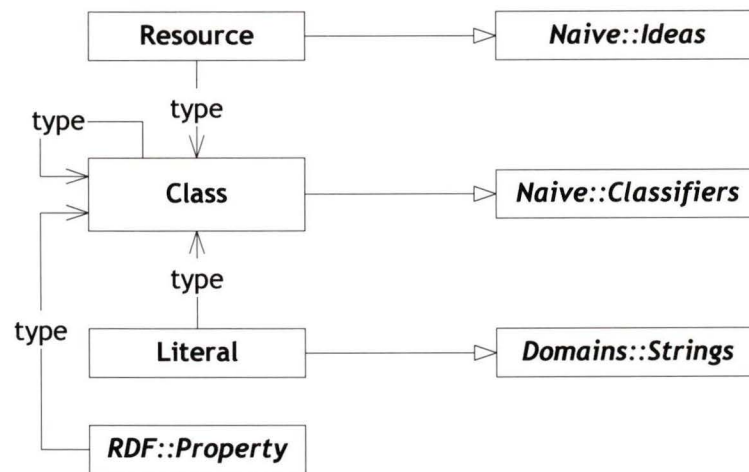 Resource
Naive::Ideas
type
type
Class
Naive::Classifiers
type
type
Literal
Domains::Strings
RDF::Property